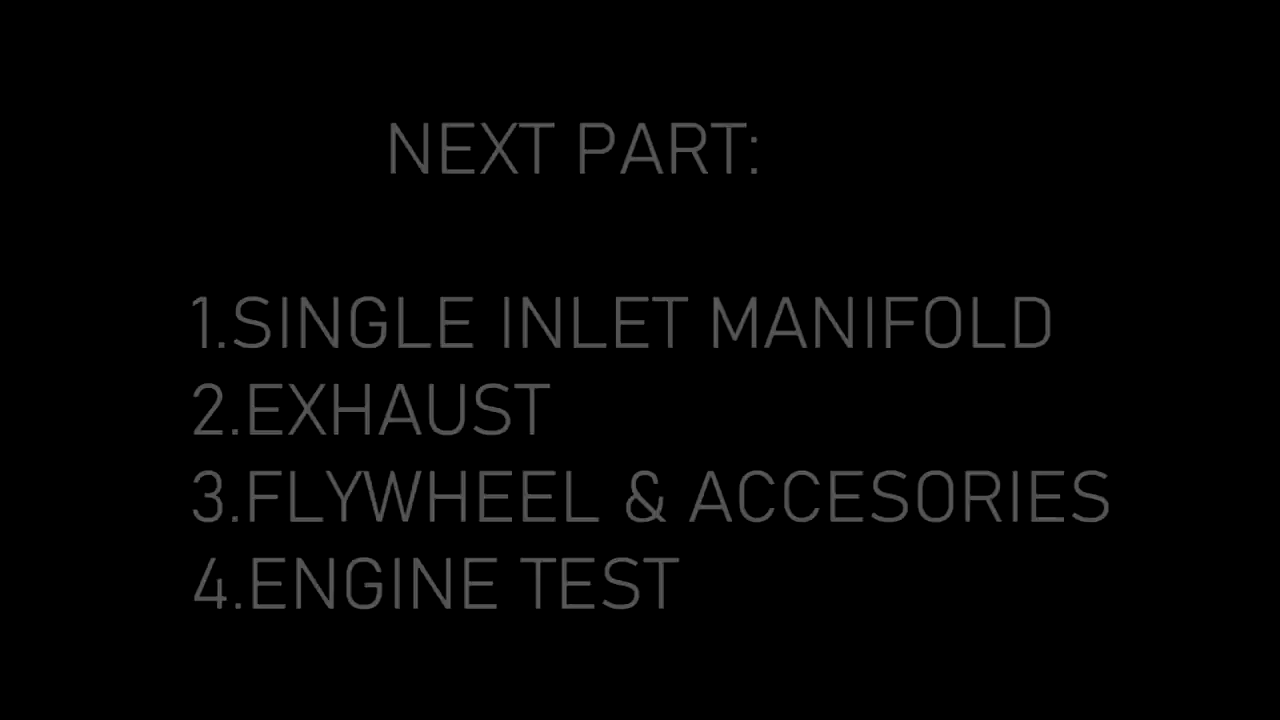 NEXT PART:
1.SINGLE INLET MANIFOLD
2.EXHAUST
3.FLYWHEEL & ACCESORIES
4.ENGINE TEST